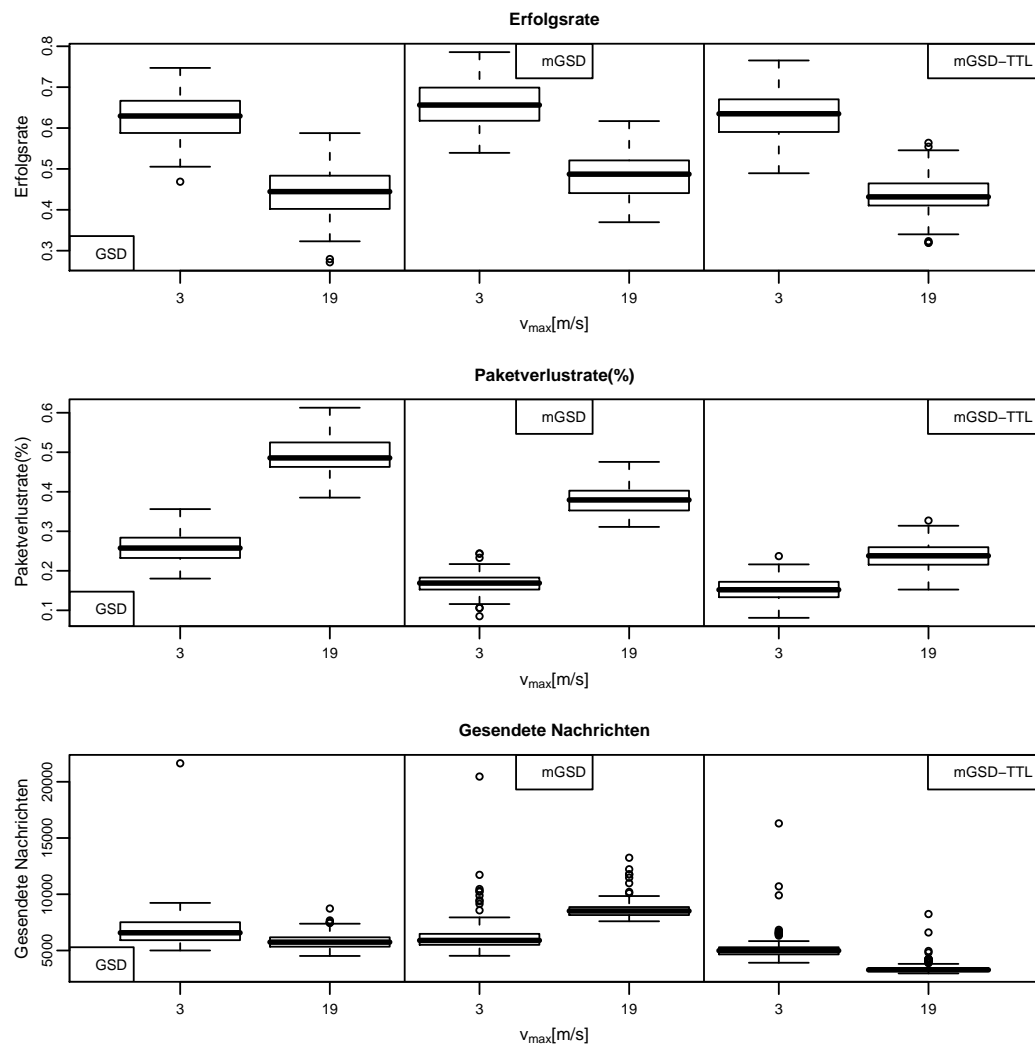 Erfolgsrate
mGSD
mGSD−TTL
0.8
0.7
0.6
0.5
0.4
0.3
Erfolgsrate
GSD
3 19 3 19 3 19
vmax[m/s]
Paketverlustrate(%)
mGSD
mGSD−TTL
0.6
0.5
0.4
0.3
0.2
0.1
Paketverlustrate(%)
GSD
3 19 3 19 3 19
vmax[m/s]
Gesendete Nachrichten
mGSD
mGSD−TTL
20000
15000
10000
5000
Gesendete Nachrichten
GSD
3 19 3 19 3 19
vmax[m/s]